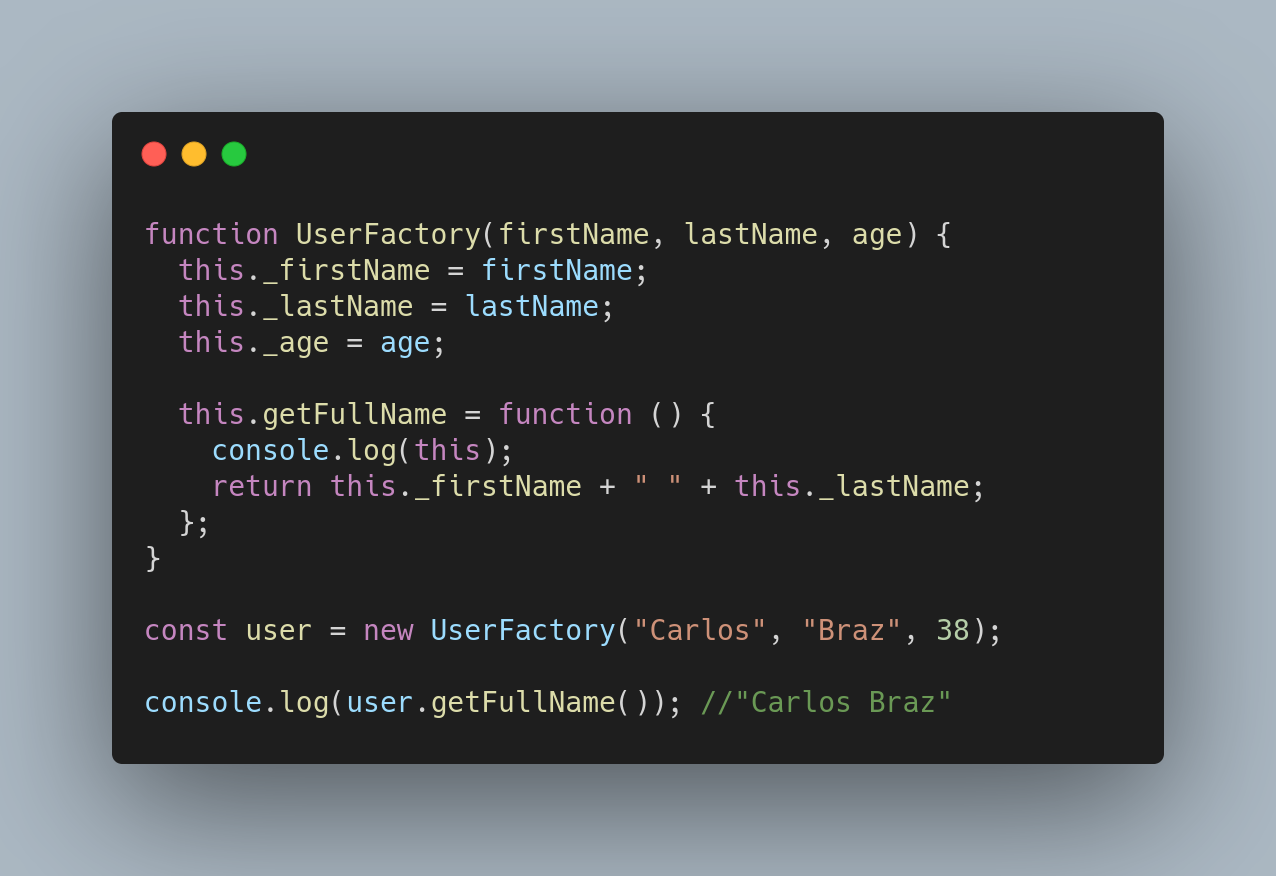 function UserFactory(firstName, lastName, age) {
  this._firstName = firstName;
  this._lastName = lastName;
  this._age = age;

  this.getFullName = function () {
    console.log(this);
    return this._firstName + " " + this._lastName;
  };
}

const user = new UserFactory("Carlos", "Braz", 38);

console.log(user.getFullName()); //"Carlos Braz"